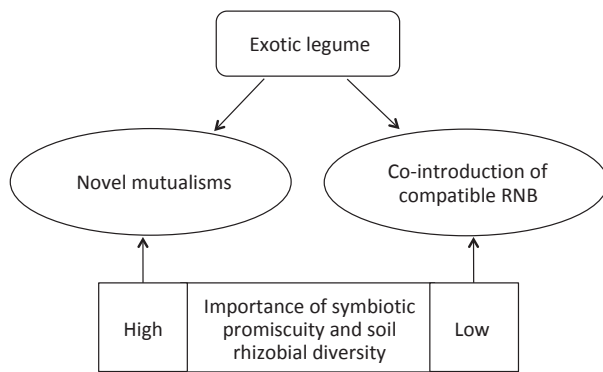 Exotic legume
Novel mutualisms
Co-introduction of
compatible RNB
High
Importance of symbiotic
promiscuity and soil
rhizobial diversity
Low